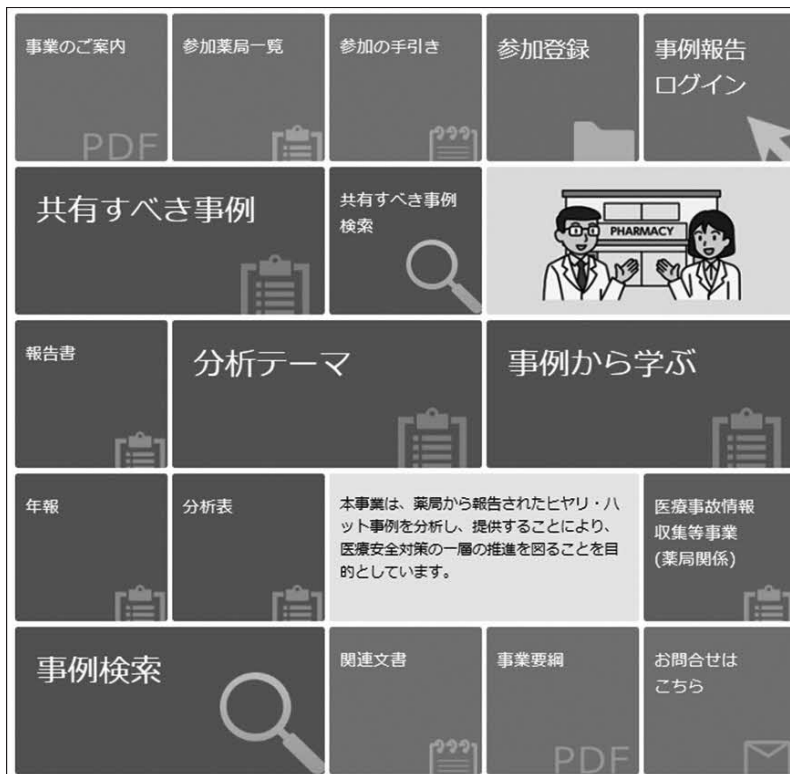 事業のご案内
PDF
参加薬局一覧
参加の手引き
参加登録
事例報告
ログイン
共有すべき事例
共有すべき事例
検索
PHARMACY
報告書
分析テーマ
事例から学ぶ
年報
分析表
本事業は、薬局から報告されたヒヤリ・ハ
ット事例を分析し、提供することにより、
医療安全対策の一層の推進を図ることを目
的としています。
医療事故情報
収集等事業
(薬局関係)
事例検索
関連文書
事業要綱
PDF
お問合せは
こちら